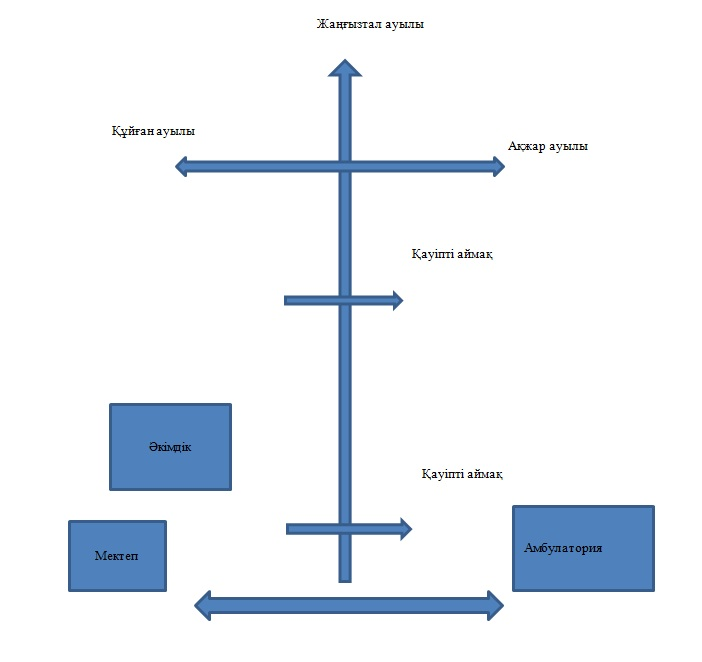 Жаңғызтал ауылы
Құйған ауылы
Ақжар ауылы
Қауіпті аймақ
Әкімдік
Қауіпті аймақ
Мектеп
Амбулатория